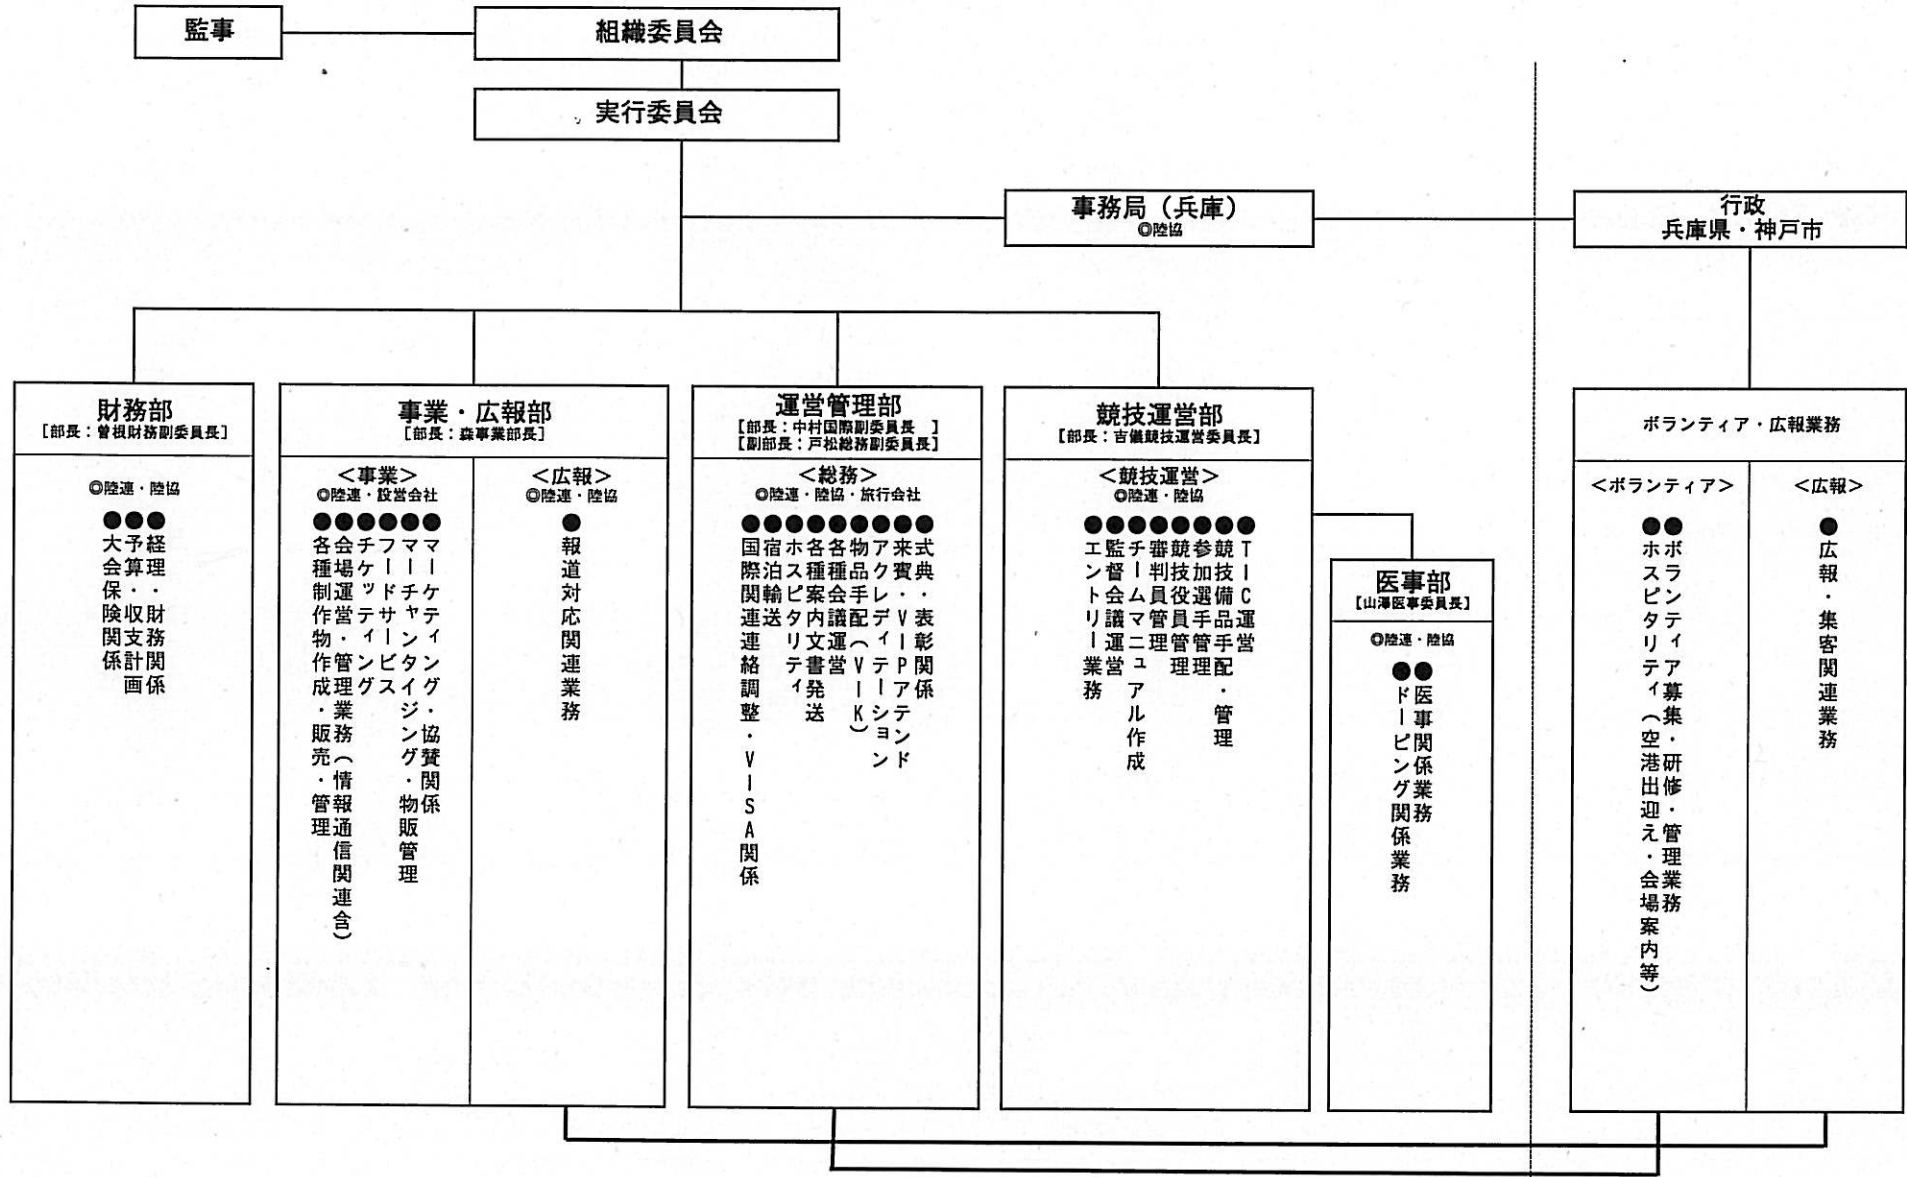 監事
組織委員会
実行委員会
事務局（兵庫）
◎陸協
行政
兵庫県・神戸市
財務部
［部長：曽根財務副委員長］
◎陸連・陸協
●経理・財務関係
●予算・収支計画
●大会保険関係
事業・広報部
［部長：森事業部長］
＜事業＞
◎陸連・設営会社
●マーケティング・協賛関係
●マーチャンダイジング・物販管理
●フードサービス
●チケッティング
●会場運営・管理業務（情報通信関連含）
●各種制作物作成・販売・管理
＜広報＞
◎陸連・陸協
●報道対応関連業務
運営管理部
［部長：中村国際副委員長　］
［副部長：戸松総務副委員長］
＜総務＞
◎陸連・陸協・旅行会社
●式典・表彰関係
●来賓・VIPアテンド
●アクレディテーション
●物品手配（VIK）
●各種会議運営
●各種案内文書発送
●ホスピタリティ
●宿泊輸送
●国際関連連絡調整・VISA関係
競技運営部
［部長：吉儀競技運営委員長］
＜競技運営＞
◎陸連・陸協
●TIC運営
●競技備品手配・管理
●参加選手管理
●競技役員管理
●審判員管理
●チームマニュアル作成
●監督会議運営
●エントリー業務
医事部
［山澤医事委員長］
◎陸連・陸協
●医事関係業務
●ドーピング関係業務
ボランティア・広報業務
＜ボランティア＞
●ボランティア募集・研修・管理業務
●ホスピタリティ（空港出迎え・会場案内等）
＜広報＞
●広報・集客関連業務